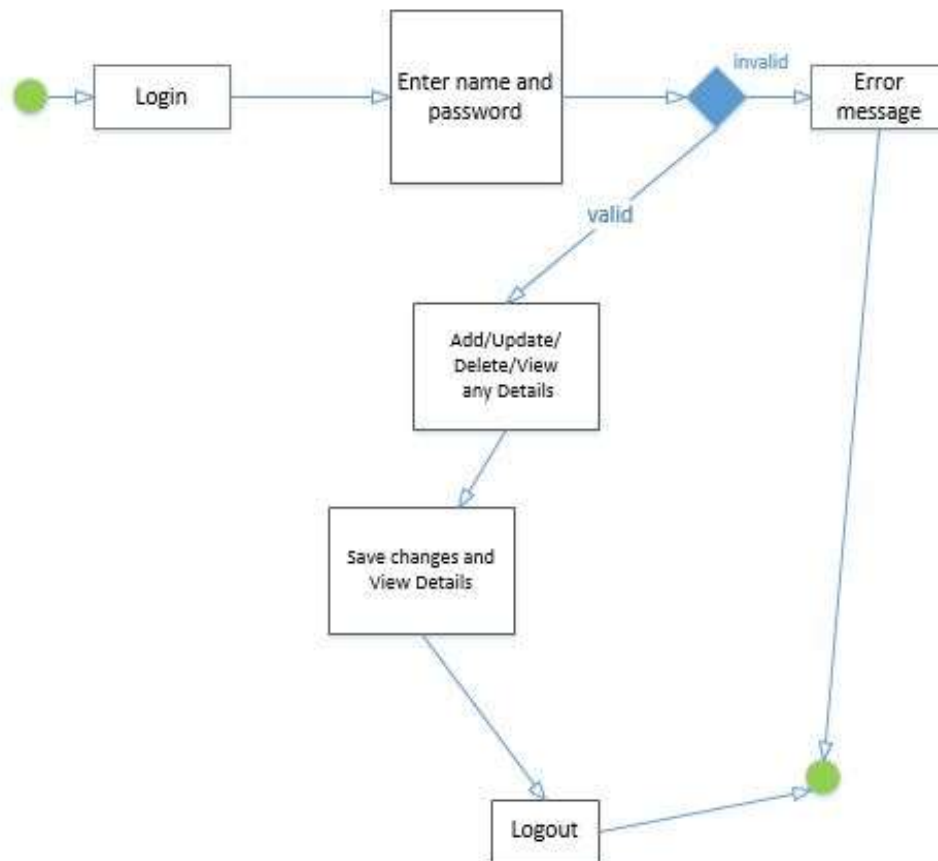 Login
Enter name and
password
invalid
Error
message
valid
Add/Update/
Delete/View
any Details
Save changes and
View Details
Logout